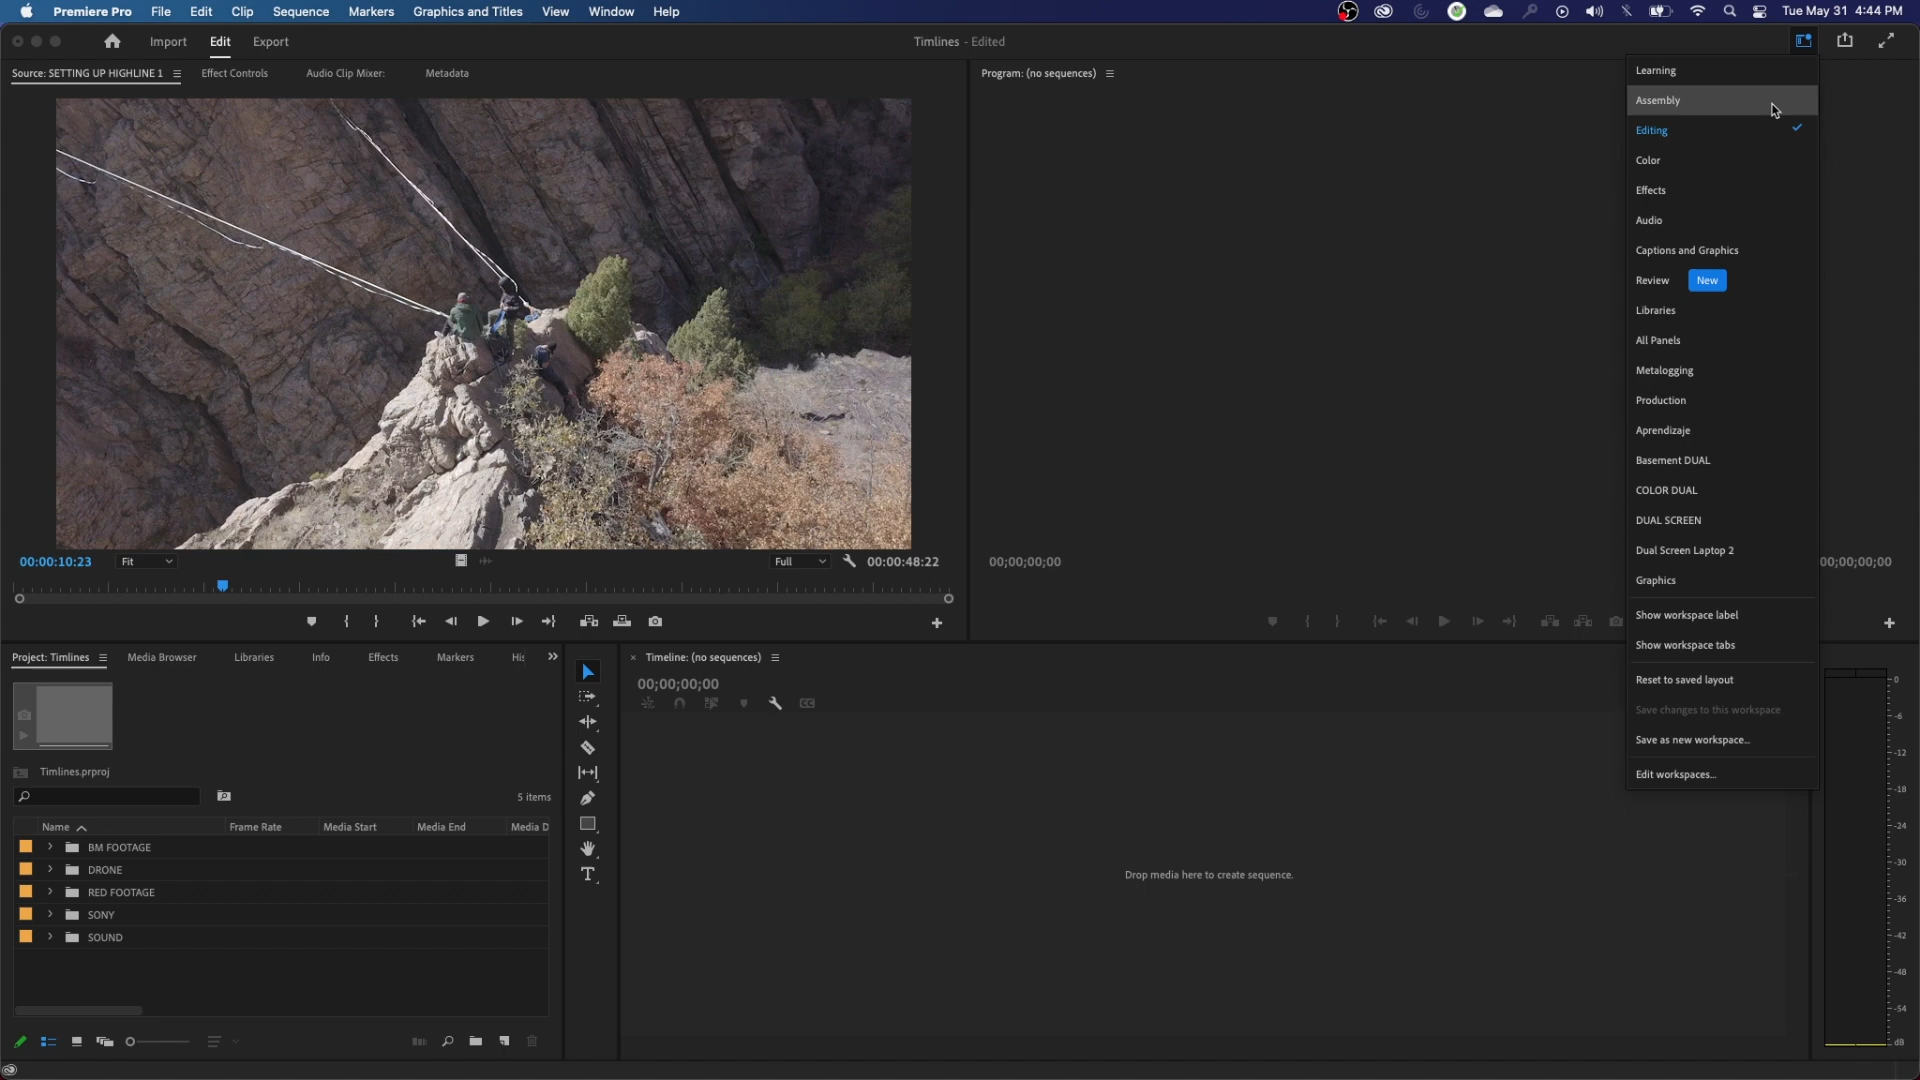 Premiere Pro File Edit Clip Sequence Markers Graphics and Titles View Window Help Tue May 31 4:44 PM
Import Edit Export Timlines - Edited
Source: SETTING UP HIGHLINE 1 Effect Controls Audio Clip Mixer: Metadata
Program: (no sequences)
Learning
Assembly
Editing
Color
Effects
Audio
Captions and Graphics
Review New
Libraries
All Panels
Metalogging
Production
Aprendizaje
Basement DUAL
COLOR DUAL
DUAL SCREEN
Dual Screen Laptop 2
Graphics
Show workspace label
Show workspace tabs
Reset to saved layout
Save changes to this workspace
Save as new workspace...
Edit workspaces...
00:00:10:23 Fit Full 00:00:48:22
00;00;00;00 00;00;00;00
Project: Timlines Media Browser Libraries Info Effects Markers His
Timlines.prproj
5 items
Name Frame Rate Media Start Media End Media D
BM FOOTAGE
DRONE
RED FOOTAGE
SONY
SOUND
T
Timeline: (no sequences)
00;00;00;00
CC
Drop media here to create sequence.
0
-6
-12
-18
-24
-30
-36
-42
-48
-54
dB